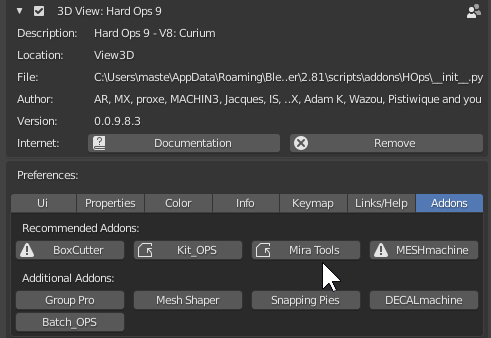 3D View: Hard Ops 9
Description: Hard Ops 9 - V8: Curium
Location: View3D
File: C:\Users\maste\AppData\Roaming\Ble..er\2.81\scripts\addons\HOps\__init__.py
Author: AR, MX, proxe, MACHIN3, Jacques, IS, ..X, Adam K, Wazou, Pistiwique and you
Version: 0.0.9.8.3
Internet: Documentation Remove
Preferences:
Ui Properties Color Info Keymap Links/Help Addons
Recommended Addons:
BoxCutter Kit_OPS Mira Tools MESHmachine
Additional Addons:
Group Pro Mesh Shaper Snapping Pies DECALmachine
Batch_OPS